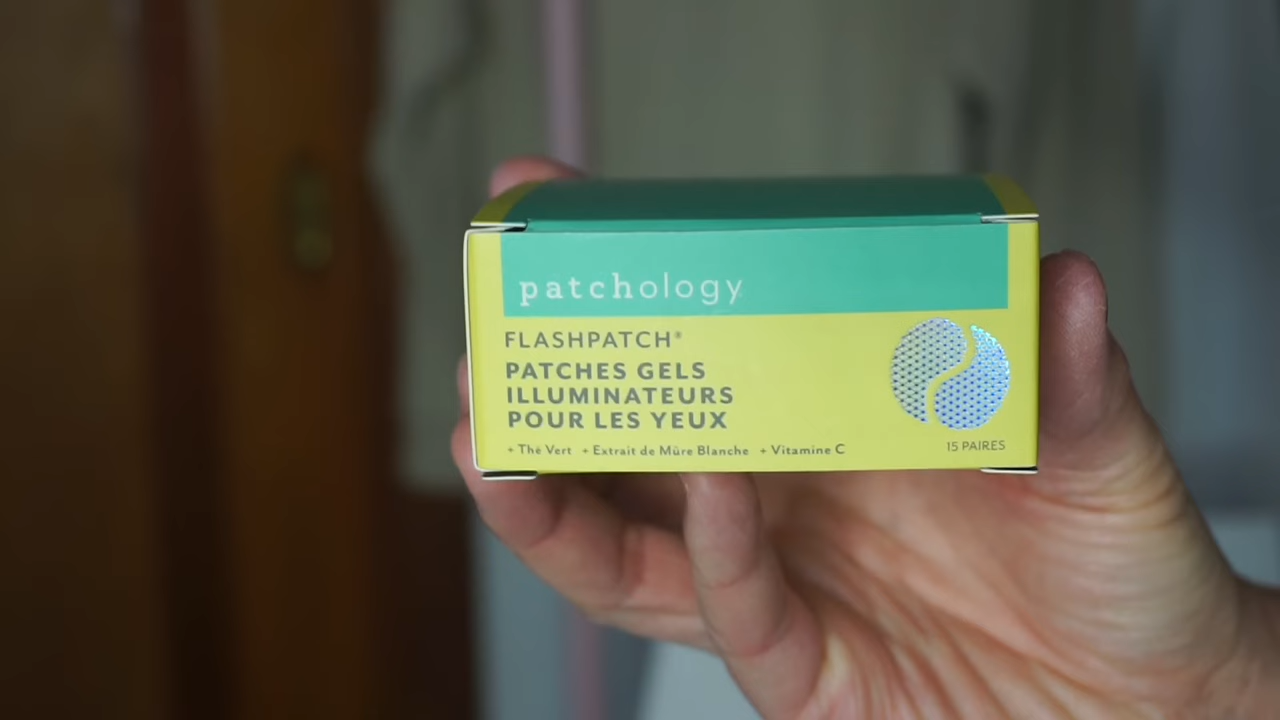 patchology
FLASHPATCH®
PATCHES GELS
ILLUMINATEURS
POUR LES YEUX
+ Thé Vert + Extrait de Mûre Blanche + Vitamine C
15 PAIRES